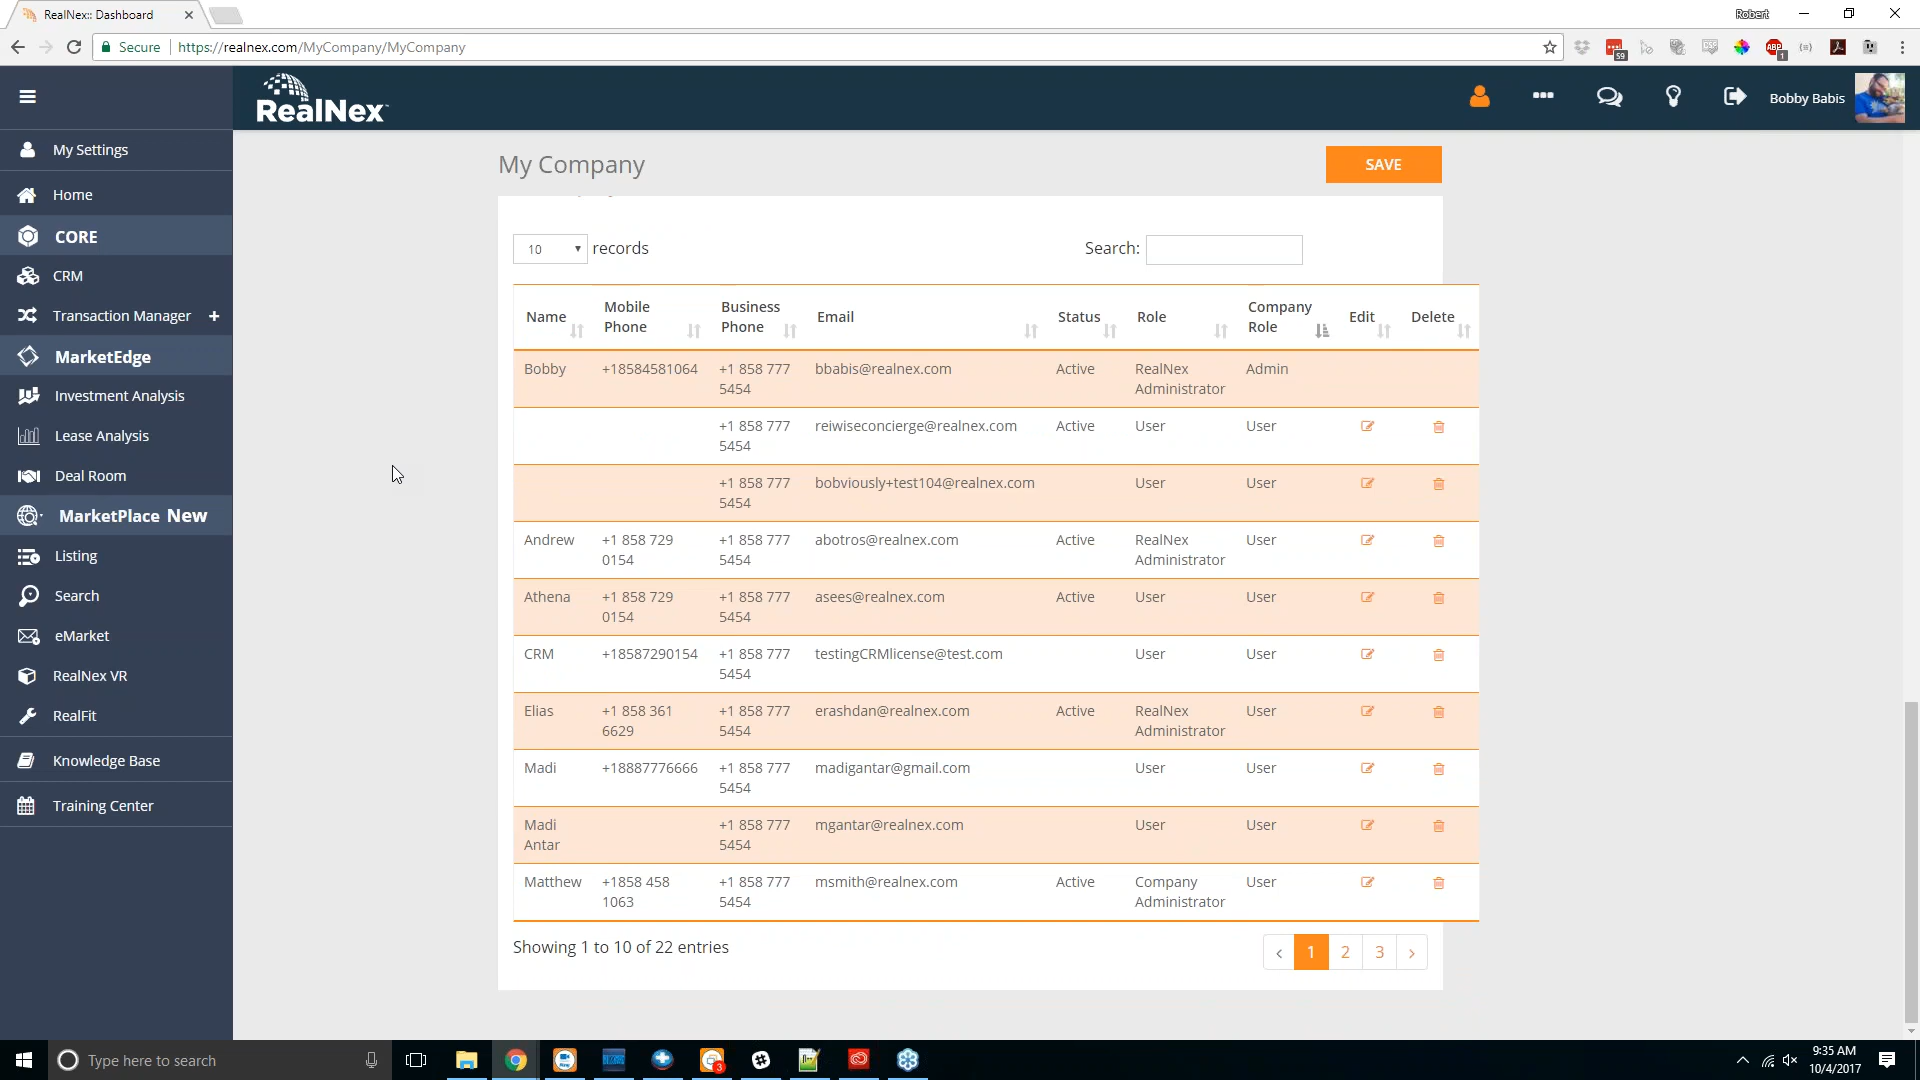 RealNex:: Dashboard
Robert
Secure
https://realnex.com/MyCompany/MyCompany
59
ABP
1
RealNex
Bobby Babis
My Settings
Home
CORE
CRM
Transaction Manager +
MarketEdge
Investment Analysis
Lease Analysis
Deal Room
MarketPlace New
Listing
Search
eMarket
RealNex VR
RealFit
Knowledge Base
Training Center
My Company
SAVE
10 records
Search:
Name Mobile Phone Business Phone Email Status Role Company Role Edit Delete
Bobby +18584581064 +1 858 777 5454 bbabis@realnex.com Active RealNex Administrator Admin
+1 858 777 5454 reiwiseconcierge@realnex.com Active User User
+1 858 777 5454 bobviously+test104@realnex.com User User
Andrew +1 858 729 0154 +1 858 777 5454 abotros@realnex.com Active RealNex Administrator User
Athena +1 858 729 0154 +1 858 777 5454 asees@realnex.com Active User User
CRM +18587290154 +1 858 777 5454 testingCRMlicense@test.com User User
Elias +1 858 361 6629 +1 858 777 5454 erashdan@realnex.com Active RealNex Administrator User
Madi +18887776666 +1 858 777 5454 madigantar@gmail.com User User
Madi Antar +1 858 777 5454 mgantar@realnex.com User User
Matthew +1858 458 1063 +1 858 777 5454 msmith@realnex.com Active Company Administrator User
Showing 1 to 10 of 22 entries
‹ 1 2 3 ›
Type here to search
3
9:35 AM
10/4/2017